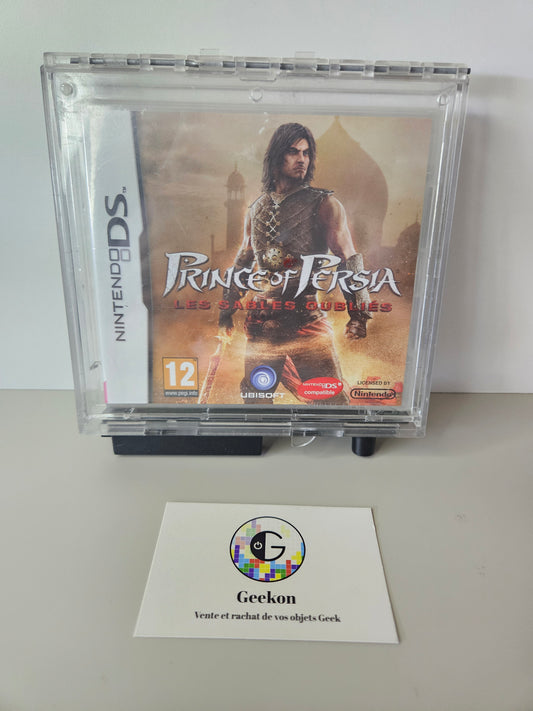 NINTENDO DS™
PRINCE OF PERSIA
LES SABLES OUBLIÉS
12
www.pegi.info
UBISOFT
NINTENDO DSi
compatible
LICENSED BY
Nintendo
G
Geekon
Vente et rachat de vos objets Geek